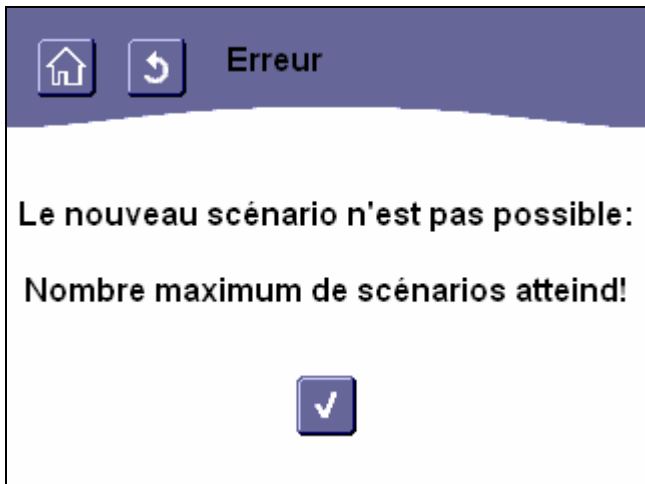 Erreur
Le nouveau scénario n'est pas possible:
Nombre maximum de scénarios atteind!